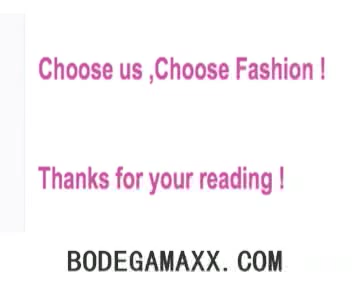 Choose us ,Choose Fashion !
Thanks for your reading !
BODEGAMAXX. COM